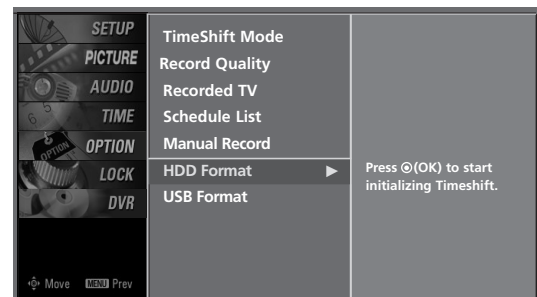 SETUP
PICTURE
AUDIO
TIME
OPTION
LOCK
DVR
Move MENU Prev
TimeShift Mode
Record Quality
Recorded TV
Schedule List
Manual Record
HDD Format ▶
USB Format
Press ⊙(OK) to start
initializing Timeshift.